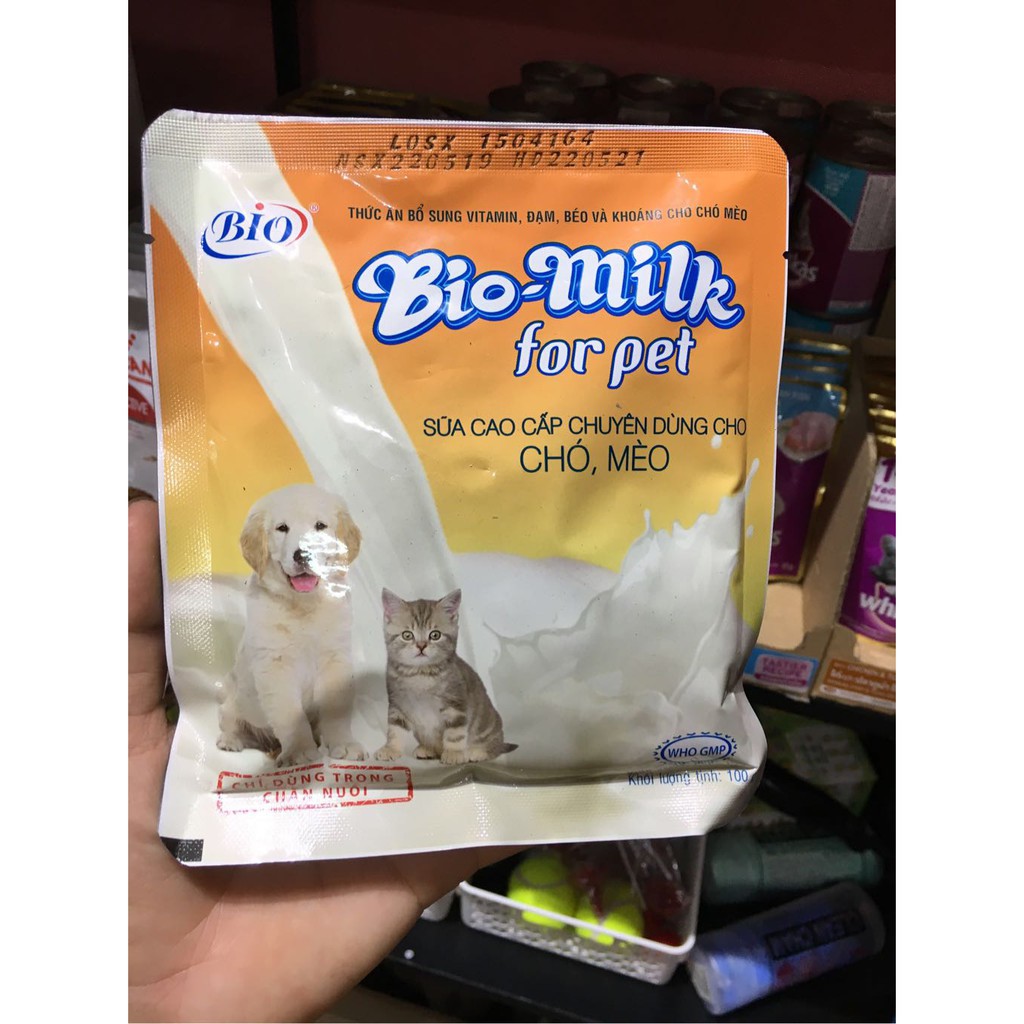 LOSX 1504164
NSX220519 HD220521
BIO
THỨC ĂN BỔ SUNG VITAMIN, ĐẠM, BÉO VÀ KHOÁNG CHO CHÓ MÈO
Bio-Milk
for pet
SỮA CAO CẤP CHUYÊN DÙNG CHO
CHÓ, MÈO
WHO GMP
Khối lượng tịnh: 100
CHỈ DÙNG TRONG
CHĂN NUÔI
TASTIER
RECIPE